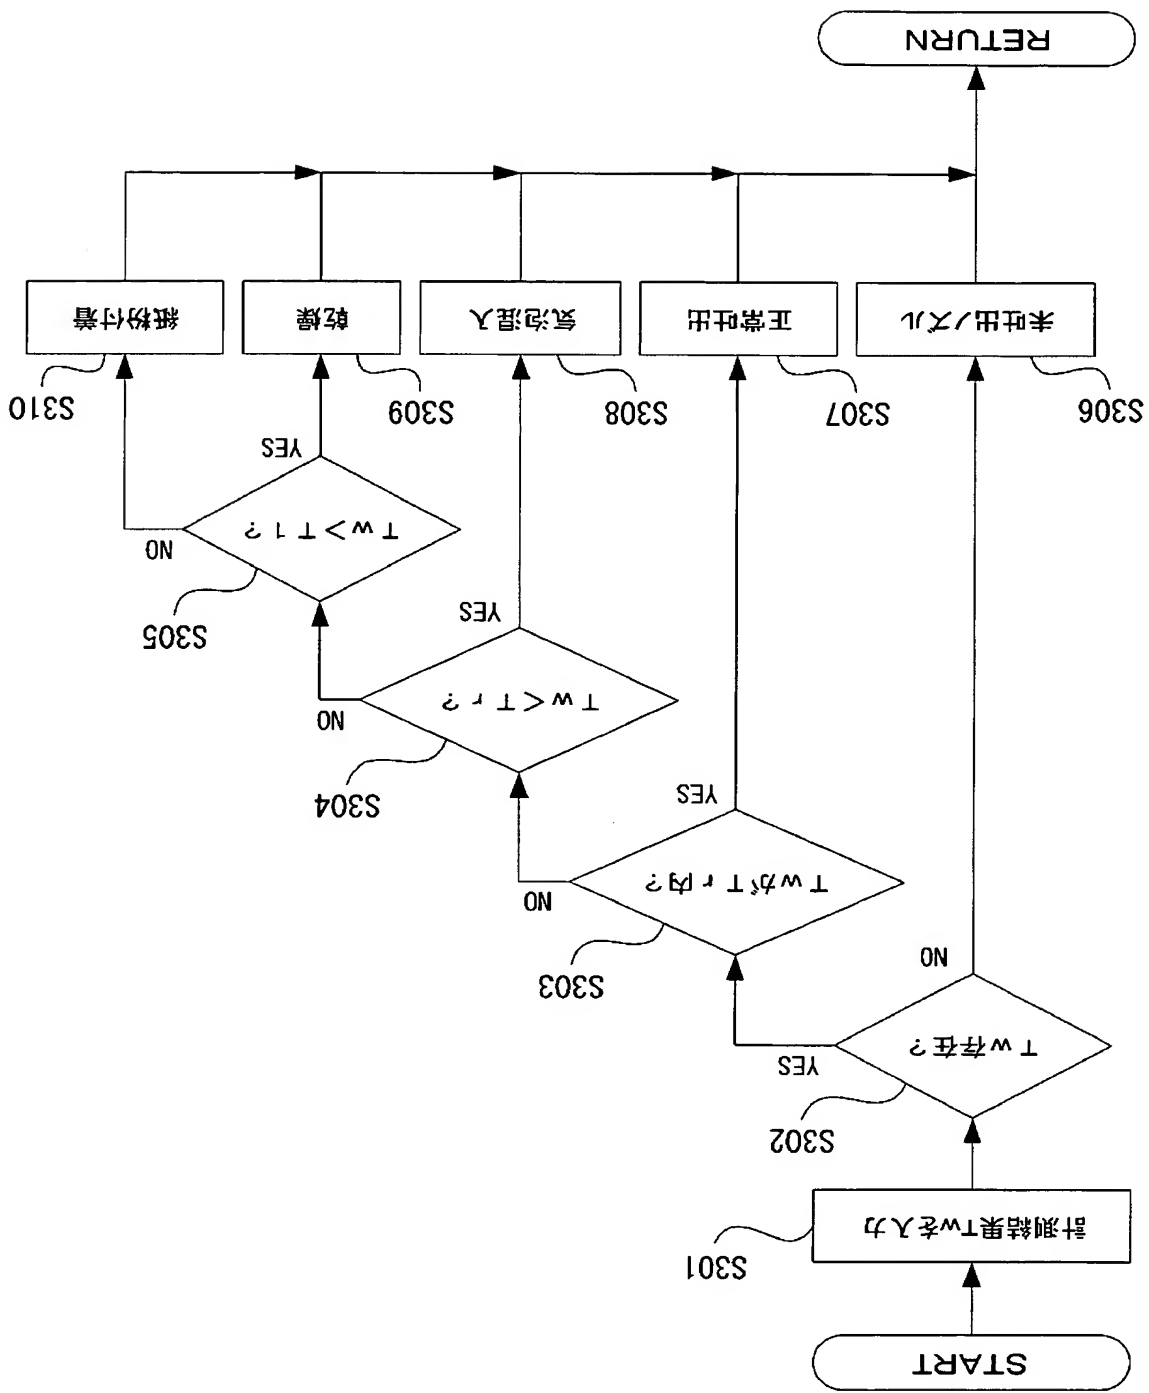 START
計測結果Twを入力
S301
Tw存在?
S302
YES
NO
TwがTr内?
S303
NO
YES
Tw<Tr?
S304
NO
YES
Tw>T1?
S305
NO
YES
S306
未吐出ノズル
S307
正常吐出
S308
気泡混入
S309
乾燥
S310
紙粉付着
RETURN